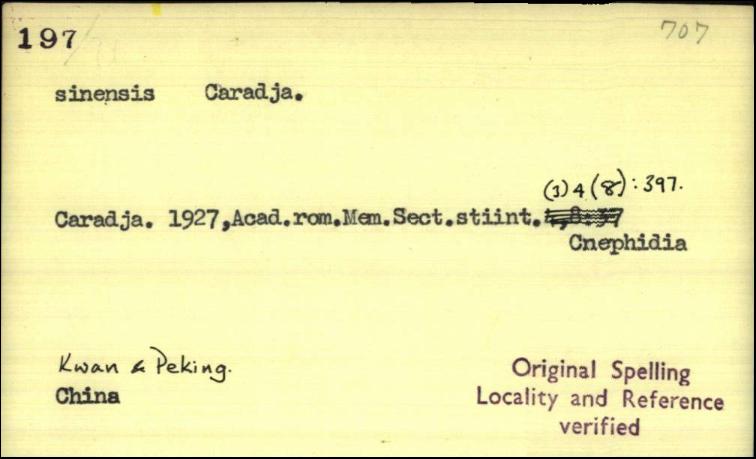 197
707
sinensis Caradja.
(3)4(8):397.
Caradja. 1927,Acad.rom.Mem.Sect.stiint.
Cnephidia
Kwan & Peking.
China
Original Spelling
Locality and Reference
verified